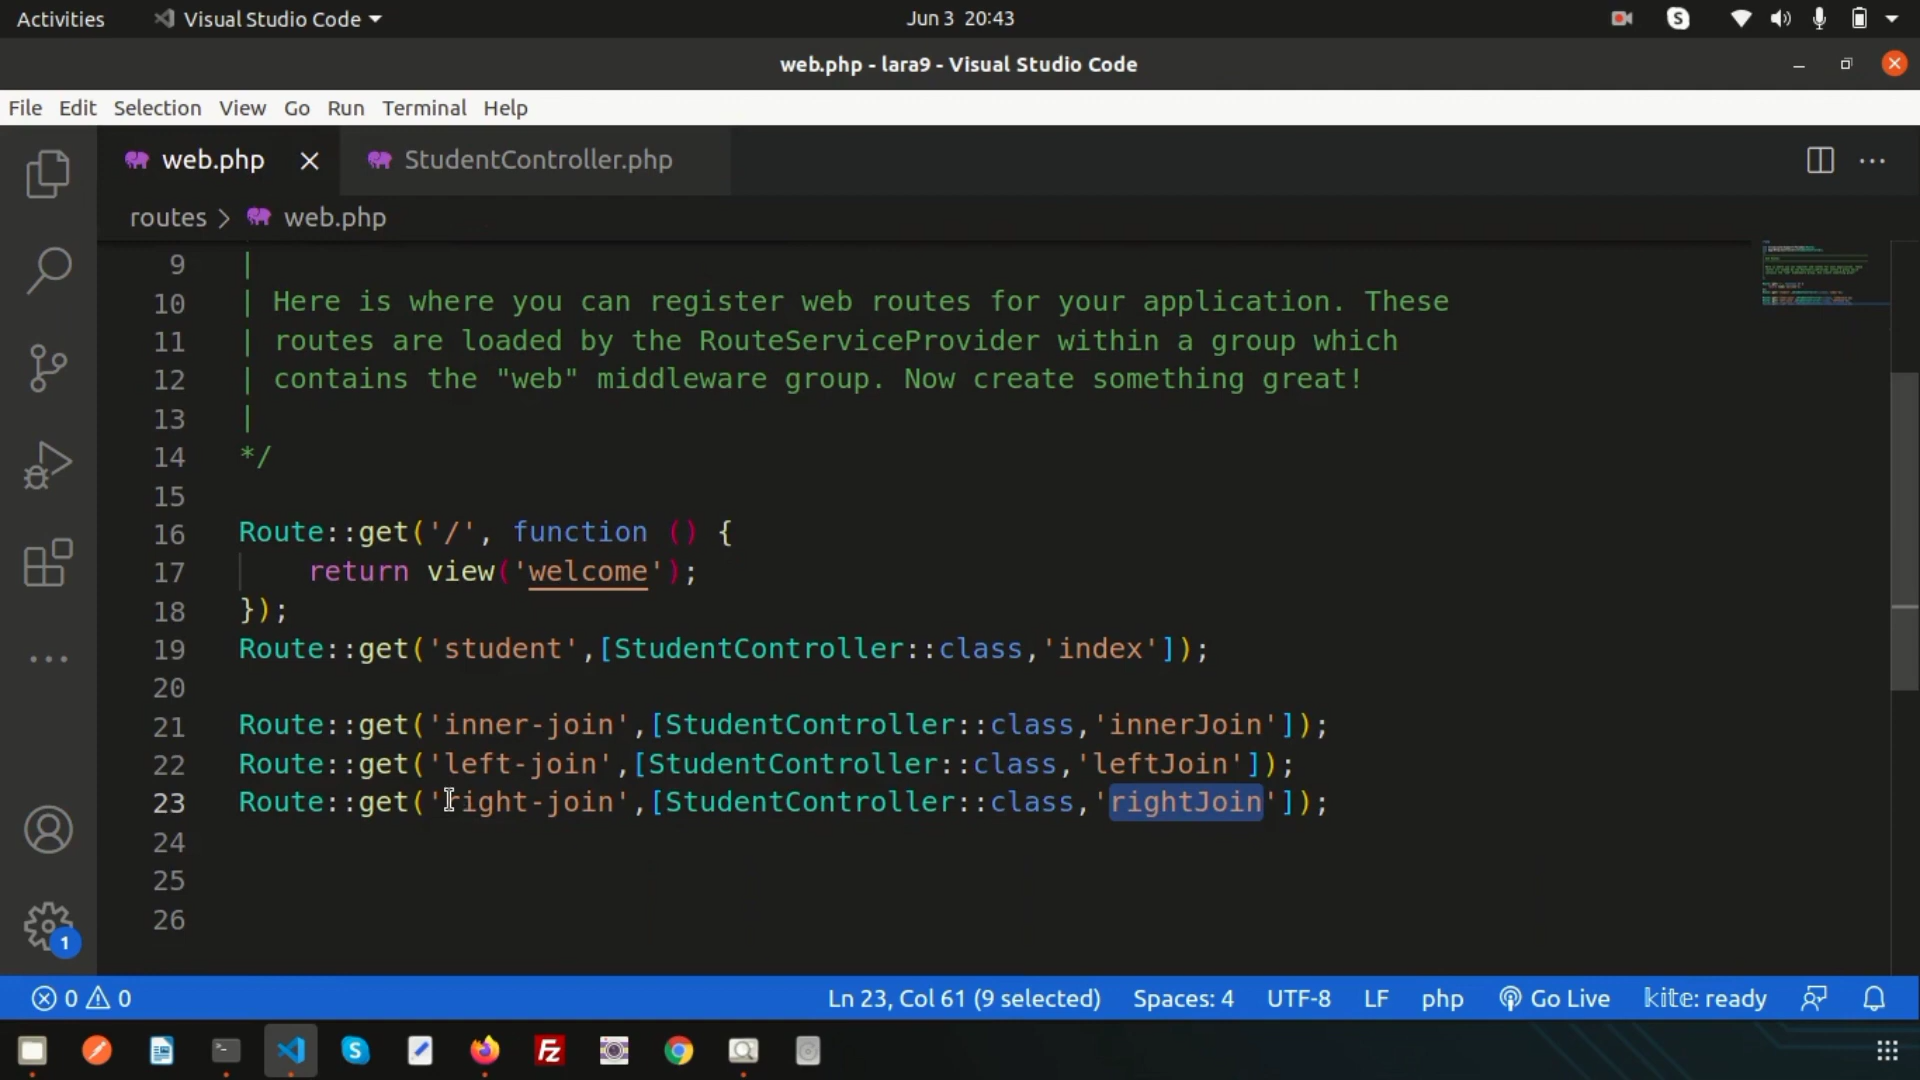 Activities Visual Studio Code Jun 3 20:43
web.php - lara9 - Visual Studio Code
File Edit Selection View Go Run Terminal Help
web.php StudentController.php
routes > web.php
9 |
10 | Here is where you can register web routes for your application. These
11 | routes are loaded by the RouteServiceProvider within a group which
12 | contains the "web" middleware group. Now create something great!
13 |
14 */
15
16 Route::get('/', function () {
17 return view('welcome');
18 });
19 Route::get('student',[StudentController::class,'index']);
20
21 Route::get('inner-join',[StudentController::class,'innerJoin']);
22 Route::get('left-join',[StudentController::class,'leftJoin']);
23 Route::get('right-join',[StudentController::class,'rightJoin']);
24
25
26
1
0 0 Ln 23, Col 61 (9 selected) Spaces: 4 UTF-8 LF php Go Live kite: ready